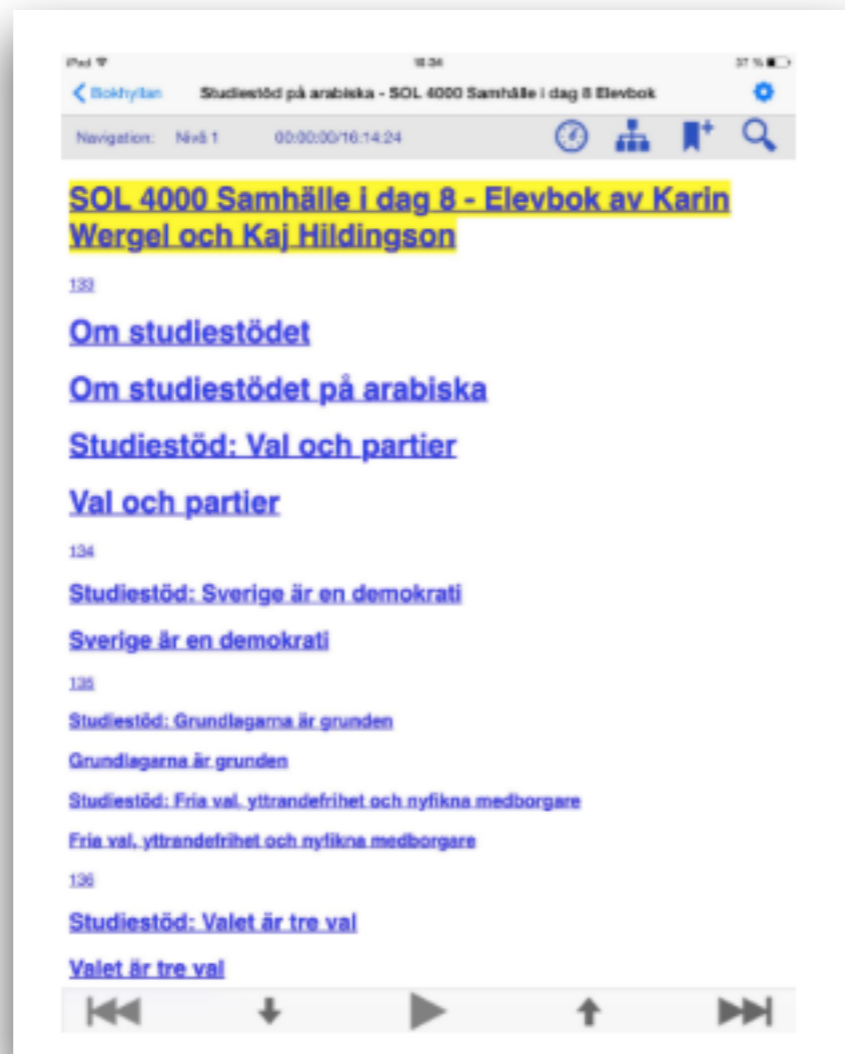 iPad
18:34
37 %
Bokhyllan
Studiestöd på arabiska - SOL 4000 Samhälle i dag 8 Elevbok
Navigation: Nivå 1 00:00:00/16:14:24
SOL 4000 Samhälle i dag 8 - Elevbok av Karin
Wergel och Kaj Hildingson
133
Om studiestödet
Om studiestödet på arabiska
Studiestöd: Val och partier
Val och partier
134
Studiestöd: Sverige är en demokrati
Sverige är en demokrati
135
Studiestöd: Grundlagarna är grunden
Grundlagarna är grunden
Studiestöd: Fria val, yttrandefrihet och nyfikna medborgare
Fria val, yttrandefrihet och nyfikna medborgare
136
Studiestöd: Valet är tre val
Valet är tre val